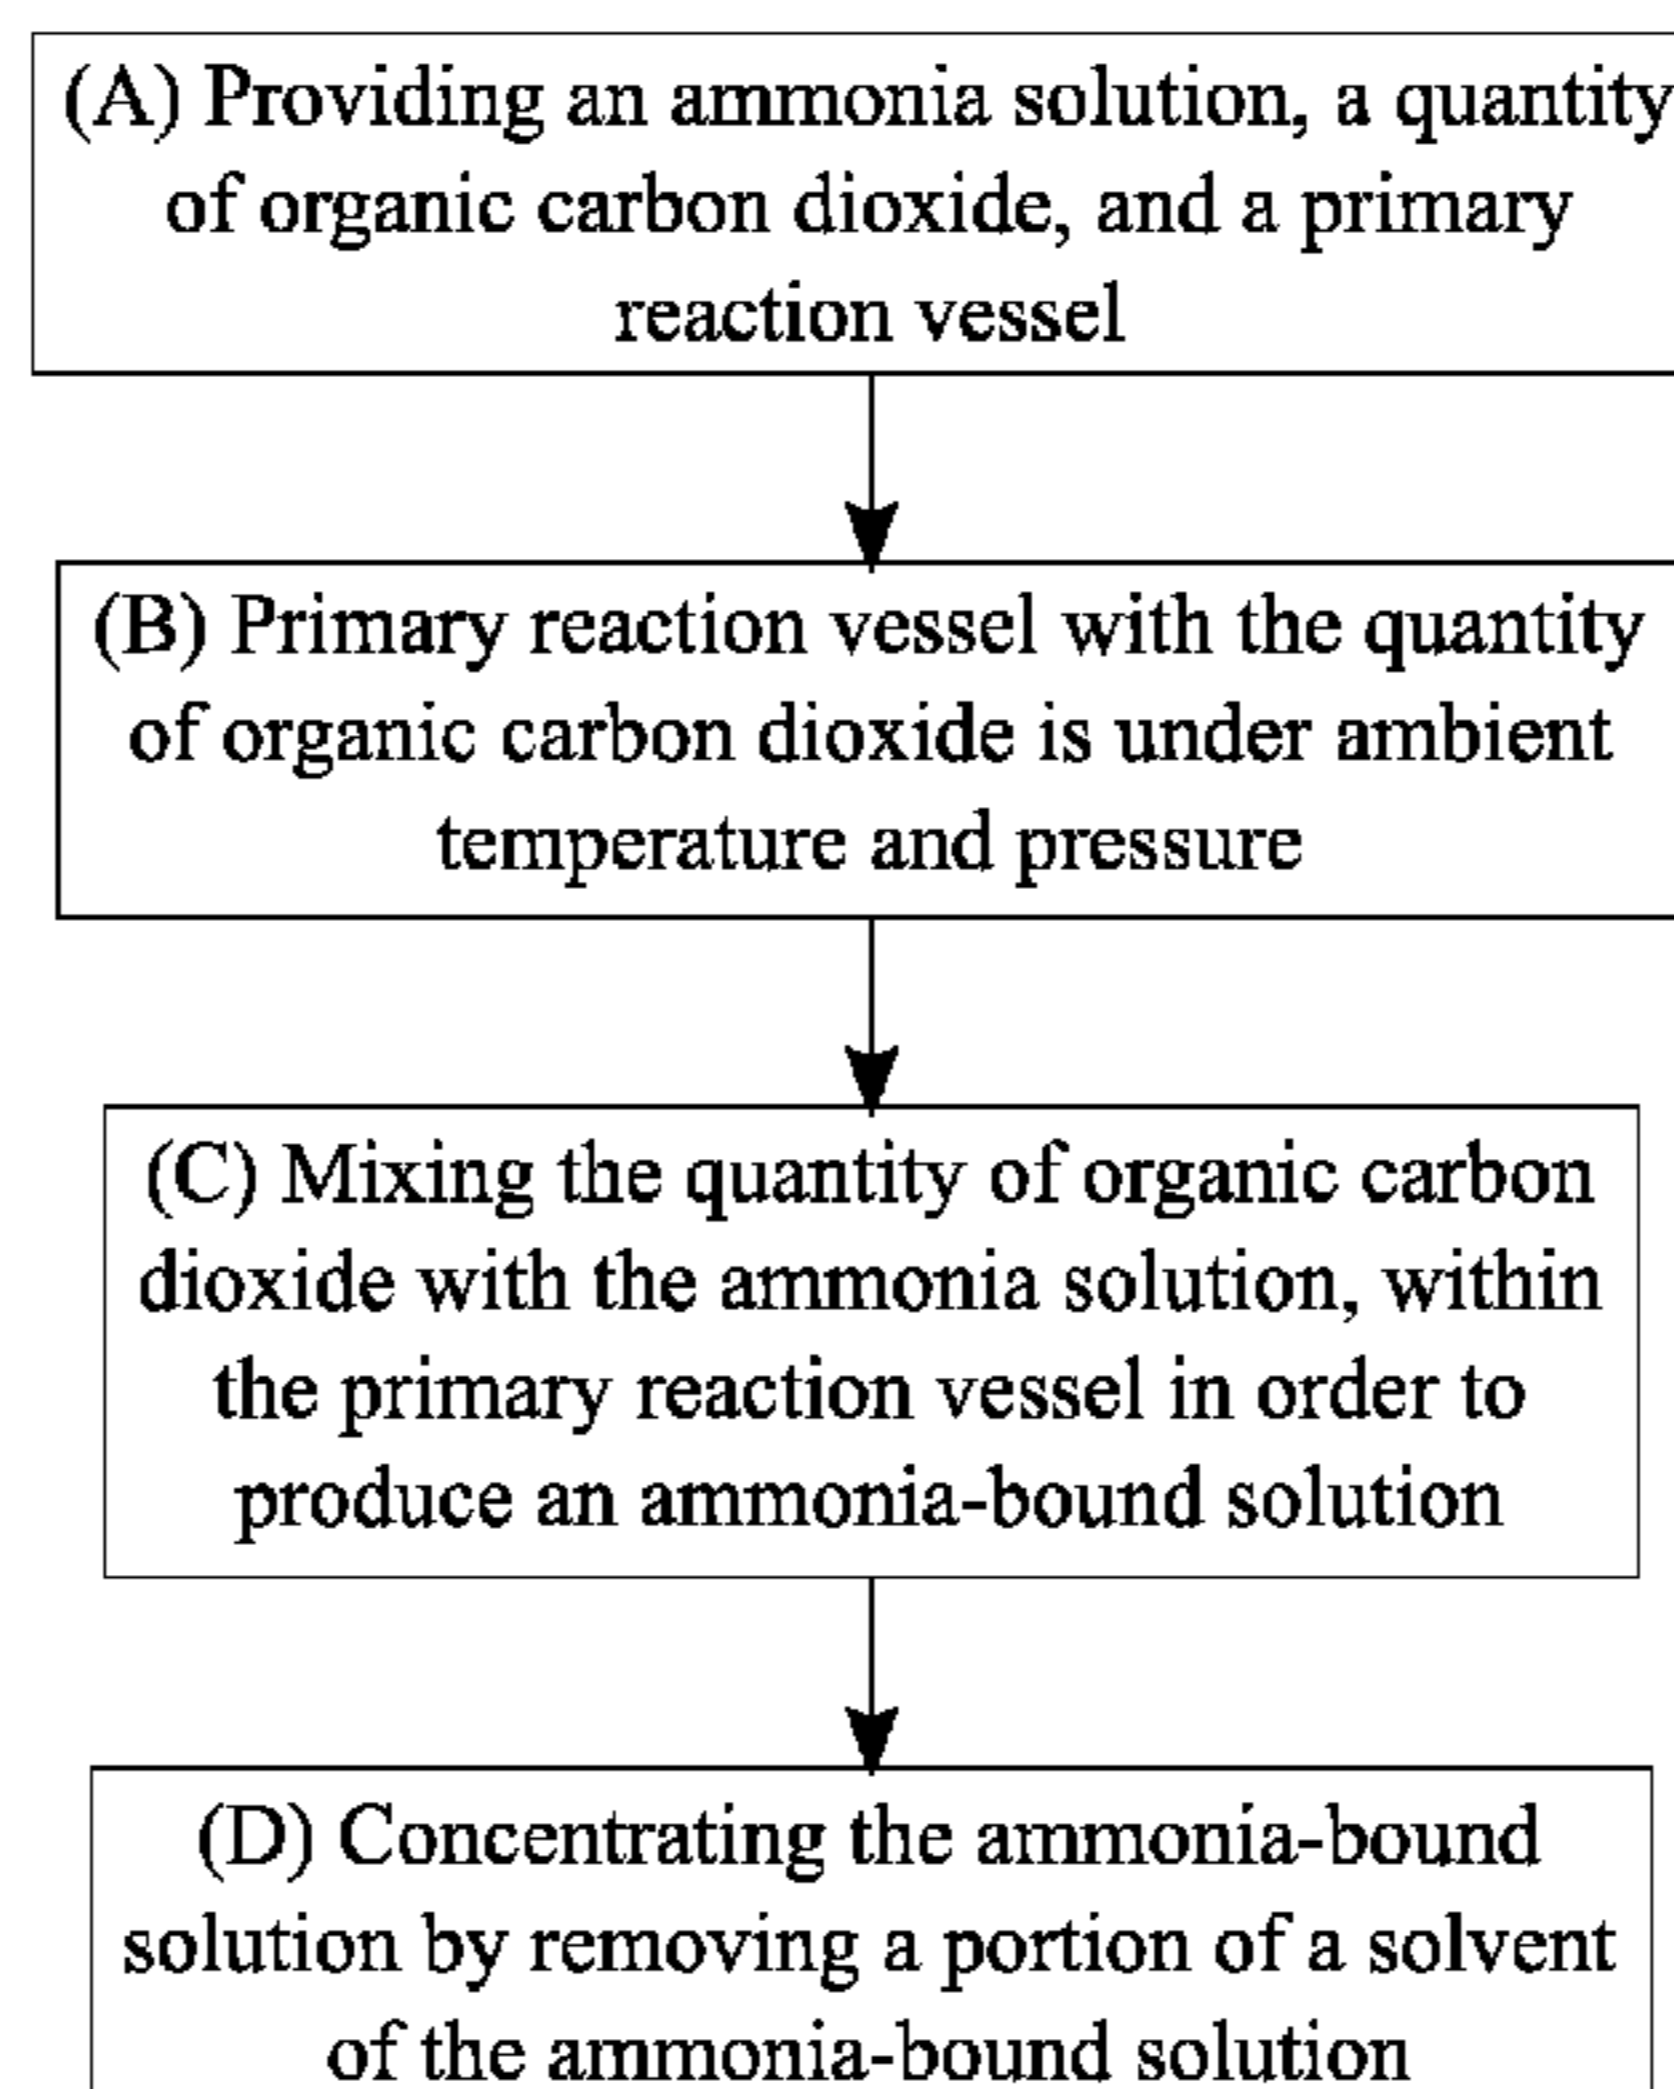 (A) Providing an ammonia solution, a quantity
of organic carbon dioxide, and a primary
reaction vessel
(B) Primary reaction vessel with the quantity
of organic carbon dioxide is under ambient
temperature and pressure
(C) Mixing the quantity of organic carbon
dioxide with the ammonia solution, within
the primary reaction vessel in order to
produce an ammonia-bound solution
(D) Concentrating the ammonia-bound
solution by removing a portion of a solvent
of the ammonia-bound solution